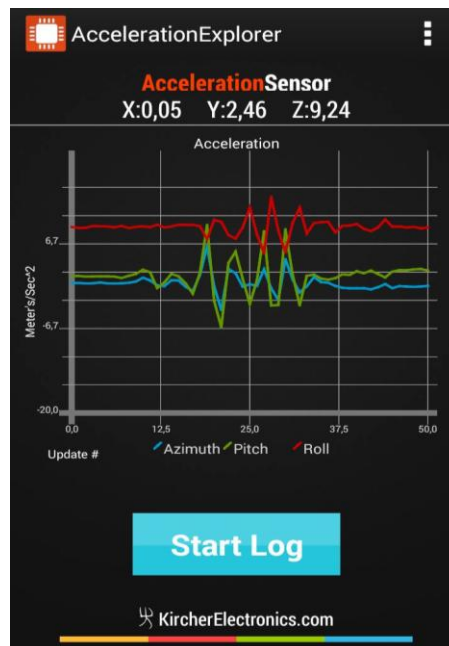 AccelerationExplorer
AccelerationSensor
X:0,05 Y:2,46 Z:9,24
Acceleration
6,7
Meter's/Sec^2
-6,7
-20,0
0,0 12,5 25,0 37,5 50,0
Update # Azimuth Pitch Roll
Start Log
KircherElectronics.com